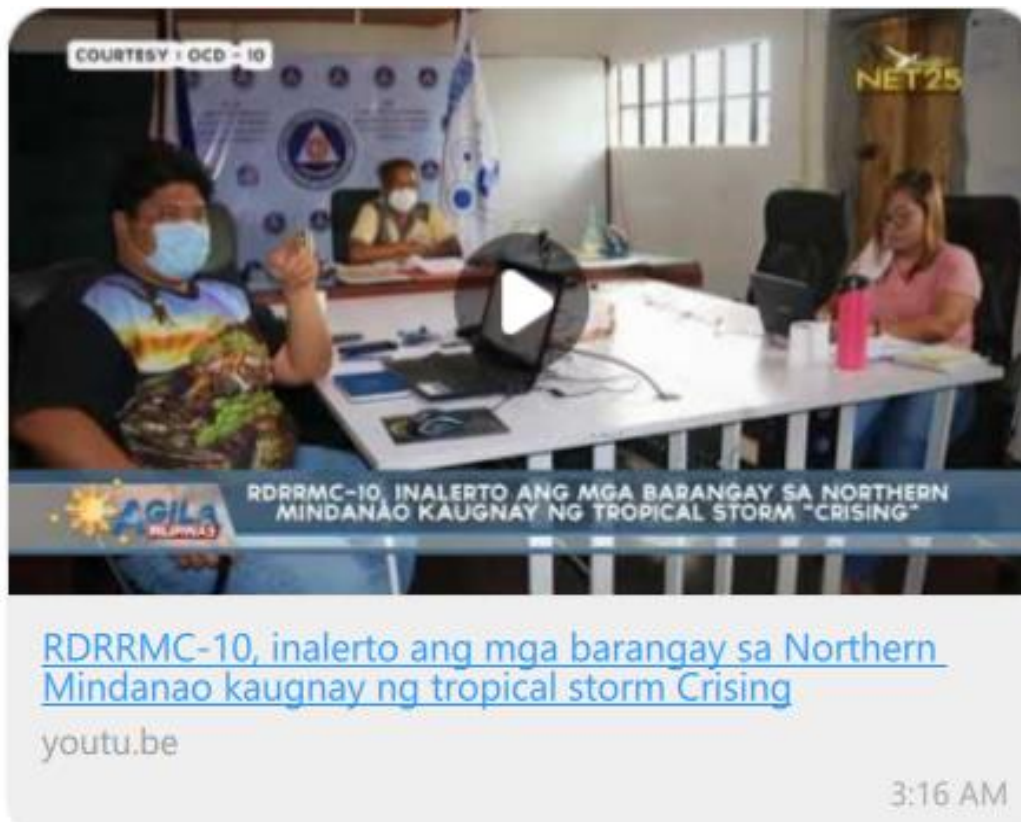 COURTESY : OCD - 10
NET25
AGILA
PILIPINAS
RDRRMC-10, INALERTO ANG MGA BARANGAY SA NORTHERN
MINDANAO KAUGNAY NG TROPICAL STORM "CRISING"
RDRRMC-10, inalerto ang mga barangay sa Northern
Mindanao kaugnay ng tropical storm Crising
youtu.be
3:16 AM